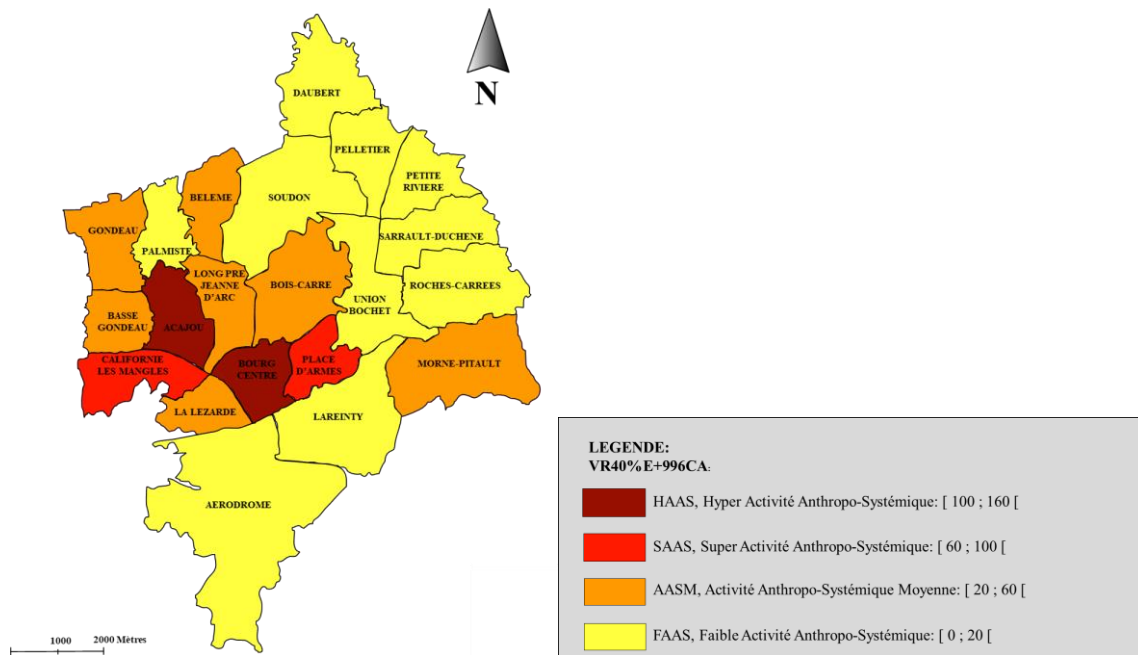 N
DAUBERT
PELLETIER
PETITE
RIVIERE
BELEME
SOUDON
GONDEAU
SARRAULT-DUCHENE
PALMISTE
LONG PRE
JEANNE
D'ARC
BOIS-CARRE
ROCHES-CARREES
UNION
BOCHET
BASSE
GONDEAU
ACAJOU
CALIFORNIE
LES MANGLES
BOURG
CENTRE
PLACE
D'ARMES
MORNE-PITAULT
LA LEZARDE
LAREINTY
AERODROME
1000 2000 Mètres
LEGENDE:
VR40%E+996CA:
HAAS, Hyper Activité Anthropo-Systémique: [ 100 ; 160 [
SAAS, Super Activité Anthropo-Systémique: [ 60 ; 100 [
AASM, Activité Anthropo-Systémique Moyenne: [ 20 ; 60 [
FAAS, Faible Activité Anthropo-Systémique: [ 0 ; 20 [